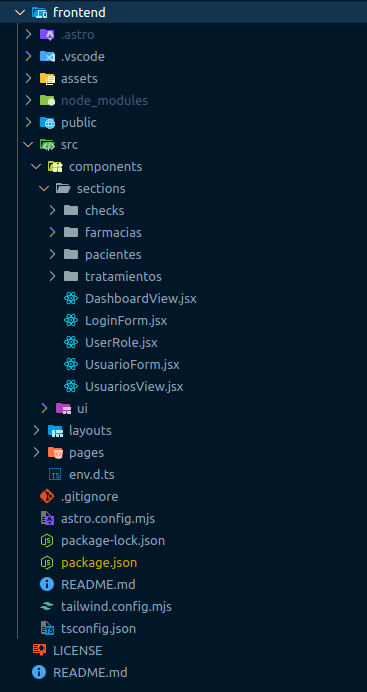 frontend
.astro
.vscode
assets
node_modules
public
src
components
sections
checks
farmacias
pacientes
tratamientos
DashboardView.jsx
LoginForm.jsx
UserRole.jsx
UsuarioForm.jsx
UsuariosView.jsx
ui
layouts
pages
env.d.ts
.gitignore
astro.config.mjs
package-lock.json
package.json
README.md
tailwind.config.mjs
tsconfig.json
LICENSE
README.md